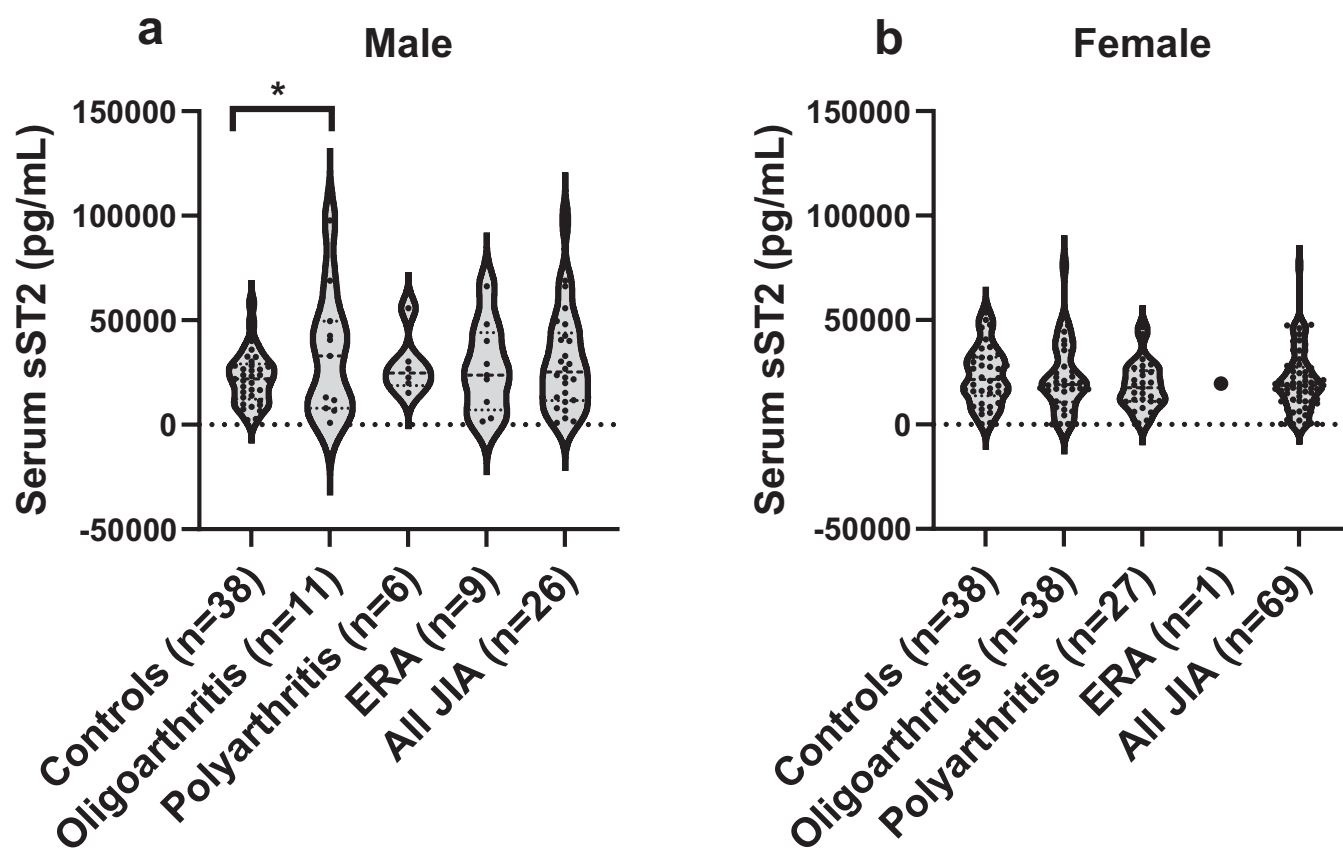 a
Male
*
Serum sST2 (pg/mL)
150000
100000
50000
0
-50000
Controls (n=38)
Oligoarthritis (n=11)
Polyarthritis (n=6)
ERA (n=9)
All JIA (n=26)
b
Female
Serum sST2 (pg/mL)
150000
100000
50000
0
-50000
Controls (n=38)
Oligoarthritis (n=38)
Polyarthritis (n=27)
ERA (n=1)
All JIA (n=69)